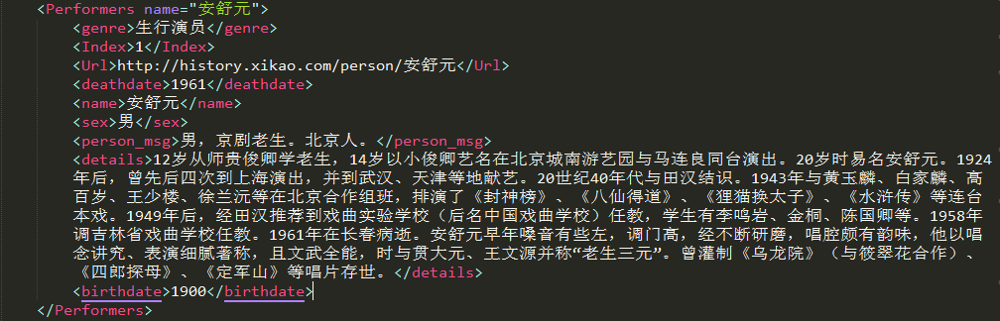 <Performers name="安舒元">
<genre>生行演员</genre>
<Index>1</Index>
<Url>http://history.xikao.com/person/安舒元</Url>
<deathdate>1961</deathdate>
<name>安舒元</name>
<sex>男</sex>
<person_msg>男，京剧老生。北京人。</person_msg>
<details>12岁从师贵俊卿学老生，14岁以小俊卿艺名在北京城南游艺园与马连良同台演出。20岁时易名安舒元。1924
年后，曾先后四次到上海演出，并到武汉、天津等地献艺。20世纪40年代与田汉结识。1943年与黄玉麟、白家麟、高
百岁、王少楼、徐兰沅等在北京合作组班，排演了《封神榜》、《八仙得道》、《狸猫换太子》、《水浒传》等连台
本戏。1949年后，经田汉推荐到戏曲实验学校（后名中国戏曲学校）任教，学生有李鸣岩、金桐、陈国卿等。1958年
调吉林省戏曲学校任教。1961年在长春病逝。安舒元早年嗓音有些左，调门高，经不断研磨，唱腔颇有韵味，他以唱
念讲究、表演细腻著称，且文武全能，时与贯大元、王文源并称“老生三元”。曾灌制《乌龙院》（与筱翠花合作）、
《四郎探母》、《定军山》等唱片存世。</details>
<birthdate>1900</birthdate>
</Performers>